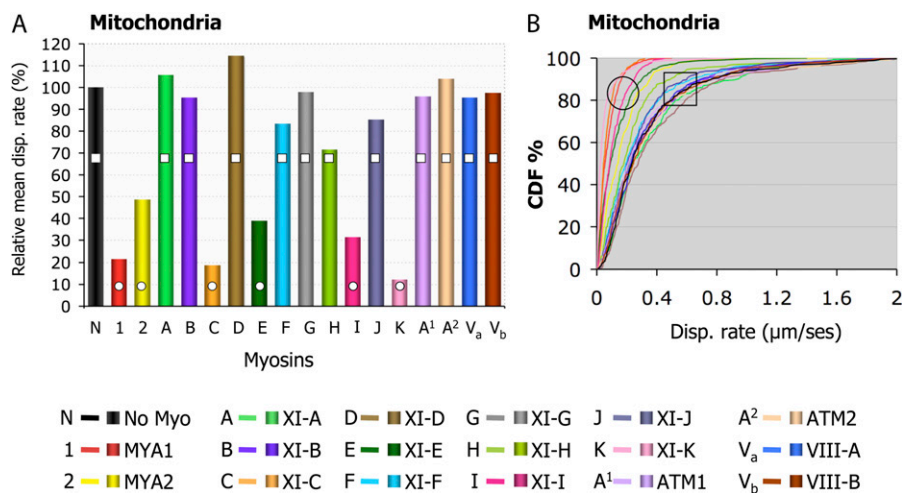 A Mitochondria
120
110
100
90
80
70
60
50
40
30
20
10
0
Relative mean disp. rate (%)
N 1 2 A B C D E F G H I J K A¹ A² Va Vb
Myosins
B Mitochondria
100
80
60
40
20
0
CDF %
0 0.4 0.8 1.2 1.6 2
Disp. rate (µm/ses)
N No Myo A XI-A D XI-D G XI-G J XI-J A² ATM2
1 MYA1 B XI-B E XI-E H XI-H K XI-K Va VIII-A
2 MYA2 C XI-C F XI-F I XI-I A¹ ATM1 Vb VIII-B